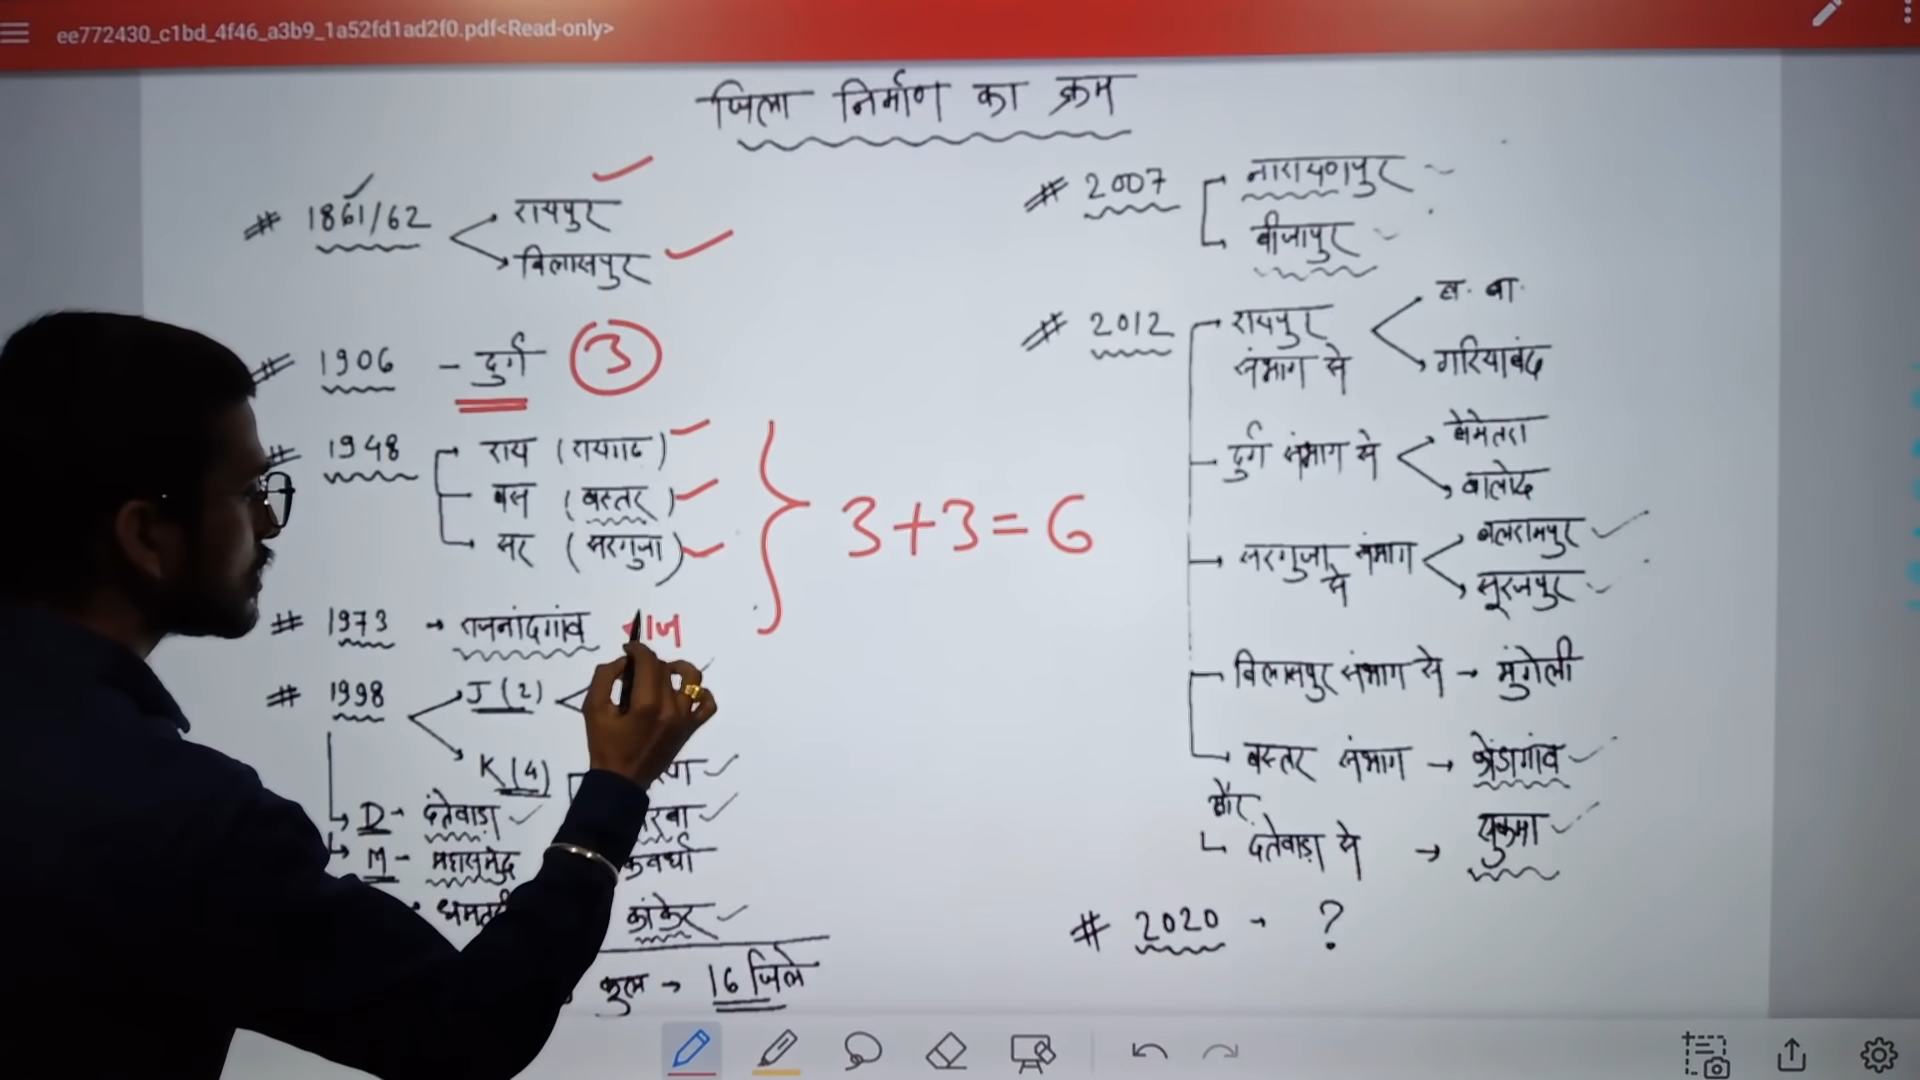 ee772430_c1bd_4f46_a3b9_1a52fd1ad2f0.pdf<Read-only>
जिला निर्माण का क्रम
# 1861/62
रायपुर
बिलासपुर
# 1906 - दुर्ग 3
# 1948
राय (रायगढ)
बस (बस्तर)
सर (सरगुजा)
3+3=6
# 1973 → राजनांदगांव
# 1998
J (2)
K (4)
D → दंतेवाड़ा
M - महासमुंद
कवर्धा
कांकेर
कुल → 16 जिले
# 2007
नारायणपुर
बीजापुर
# 2012
रायपुर संभाग से
ब. बा.
गरियाबंद
दुर्ग संभाग से
बेमेतरा
बालोद
सरगुजा संभाग से
बलरामपुर
सूरजपुर
बिलासपुर संभाग से → मुंगेली
बस्तर संभाग → कोंडागांव
और
दंतेवाड़ा से → सुकमा
# 2020 → ?